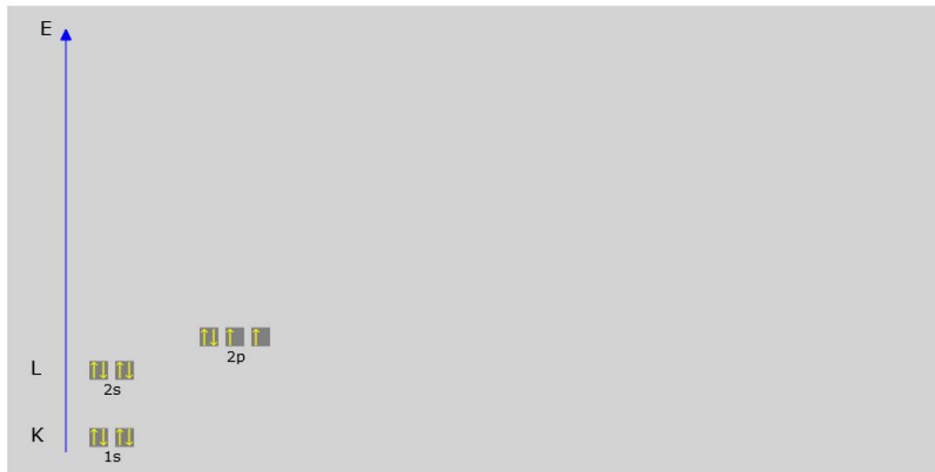 E
↑↓ ↑ ↑
2p
L ↑↓ ↑↓
2s
K ↑↓ ↑↓
1s